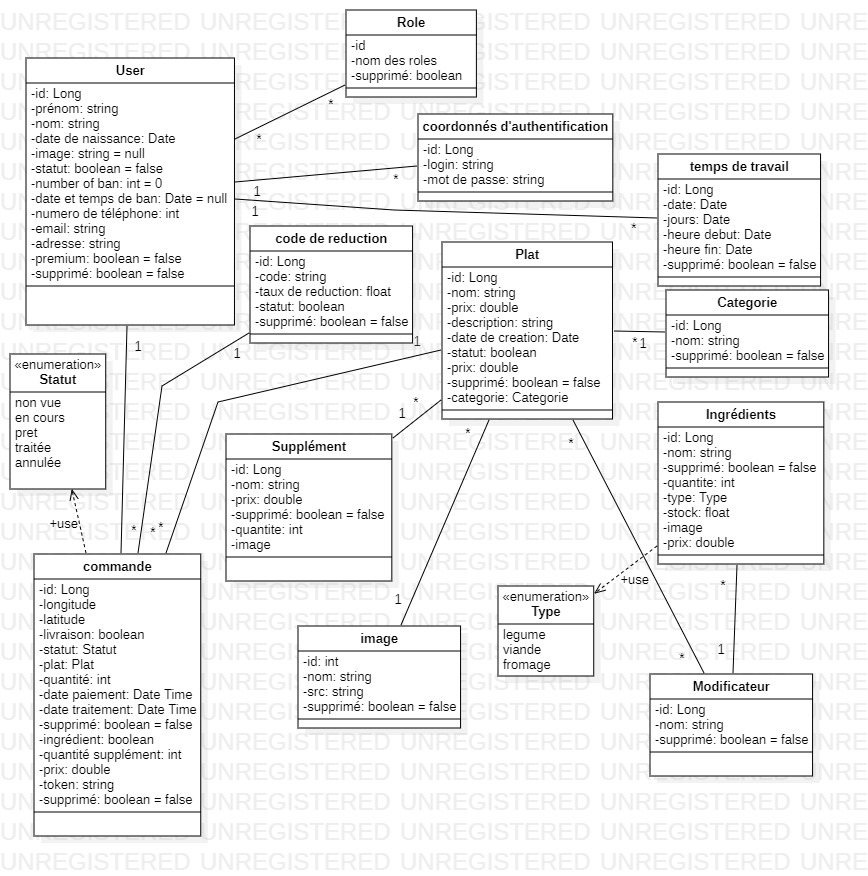 Role
-id
-nom des roles
-supprimé: boolean
User
-id: Long
-prénom: string
-nom: string
-date de naissance: Date
-image: string = null
-statut: boolean = false
-number of ban: int = 0
-date et temps de ban: Date = null
-numero de téléphone: int
-email: string
-adresse: string
-premium: boolean = false
-supprimé: boolean = false
*
*
coordonnés d'authentification
-id: Long
-login: string
-mot de passe: string
1
*
temps de travail
-id: Long
-date: Date
-jours: Date
-heure debut: Date
-heure fin: Date
-supprimé: boolean = false
1
*
code de reduction
-id: Long
-code: string
-taux de reduction: float
-statut: boolean
-supprimé: boolean = false
Plat
-id: Long
-nom: string
-prix: double
-description: string
-date de creation: Date
-statut: boolean
-prix: double
-supprimé: boolean = false
-categorie: Categorie
Categorie
-id: Long
-nom: string
-supprimé: boolean = false
* 1
1
1
1
«enumeration»
Statut
non vue
en cours
pret
traitée
annulée
*
1
Supplément
-id: Long
-nom: string
-prix: double
-supprimé: boolean = false
-quantite: int
-image
*
*
Ingrédients
-id: Long
-nom: string
-supprimé: boolean = false
-quantite: int
-type: Type
-stock: float
-image
-prix: double
+use
* * *
commande
-id: Long
-longitude
-latitude
-livraison: boolean
-statut: Statut
-plat: Plat
-quantité: int
-date paiement: Date Time
-date traitement: Date Time
-supprimé: boolean = false
-ingrédient: boolean
-quantité supplément: int
-prix: double
-token: string
-supprimé: boolean = false
+use
«enumeration»
Type
legume
viande
fromage
1
image
-id: int
-nom: string
-src: string
-supprimé: boolean = false
*
1
*
Modificateur
-id: Long
-nom: string
-supprimé: boolean = false
UNREGISTERED